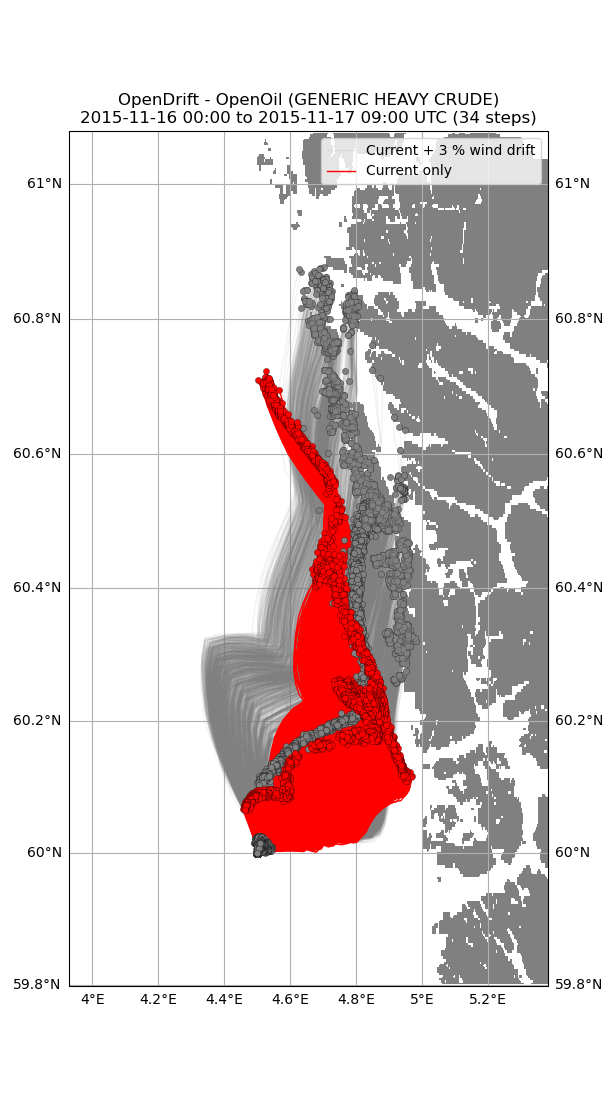 OpenDrift - OpenOil (GENERIC HEAVY CRUDE)
2015-11-16 00:00 to 2015-11-17 09:00 UTC (34 steps)
Current + 3 % wind drift
Current only
61°N
61°N
60.8°N
60.8°N
60.6°N
60.6°N
60.4°N
60.4°N
60.2°N
60.2°N
60°N
60°N
59.8°N
59.8°N
4°E
4.2°E
4.4°E
4.6°E
4.8°E
5°E
5.2°E